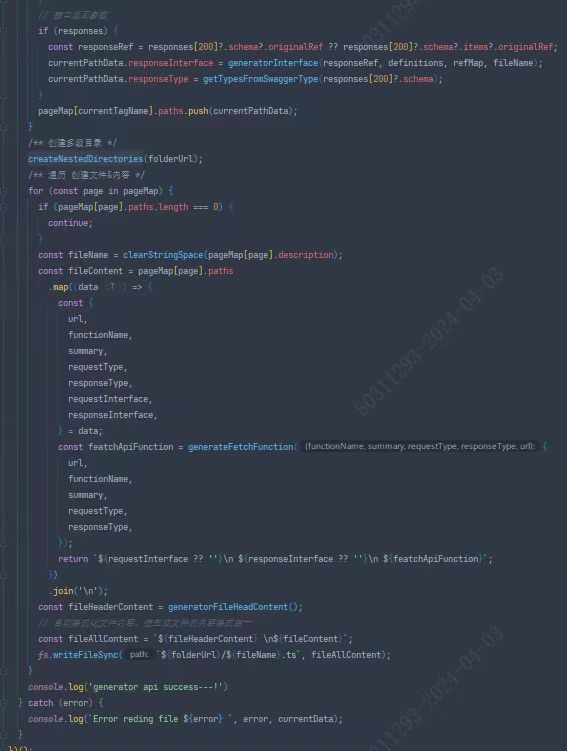 // 接口返回参数
if (responses) {
const responseRef = responses[200]?.schema?.originalRef ?? responses[200]?.schema?.items?.originalRef;
currentPathData.responseInterface = generatorInterface(responseRef, definitions, refMap, fileName);
currentPathData.responseType = getTypesFromSwaggerType(responses[200]?.schema);
}
pageMap[currentTagName].paths.push(currentPathData);
}
/** 创建多级目录 */
createNestedDirectories(folderUrl);
/** 遍历 创建文件&内容 */
for (const page in pageMap) {
if (pageMap[page].paths.length === 0) {
continue;
}
const fileName = clearStringSpace(pageMap[page].description);
const fileContent = pageMap[page].paths
.map((data : T ) => {
const {
url,
functionName,
summary,
requestType,
responseType,
requestInterface,
responseInterface,
} = data;
const featchApiFunction = generateFetchFunction( {functionName, summary, requestType, responseType, url}: {
url,
functionName,
summary,
requestType,
responseType,
});
return `${requestInterface ?? ''}\n ${responseInterface ?? ''}\n ${featchApiFunction}`;
})
.join('\n');
const fileHeaderContent = generatorFileHeadContent();
// 自动格式化文件内容，使生成文件的内容格式统一
const fileAllContent = `${fileHeaderContent} \n${fileContent}`;
fs.writeFileSync( path: `${folderUrl}/${fileName}.ts`, fileAllContent);
}
console.log('generator api success---!')
} catch (error) {
console.log(`Error reding file ${error} `, error, currentData);
}
})();
S0311293-2024-04-03
S0311293-2024-04-03